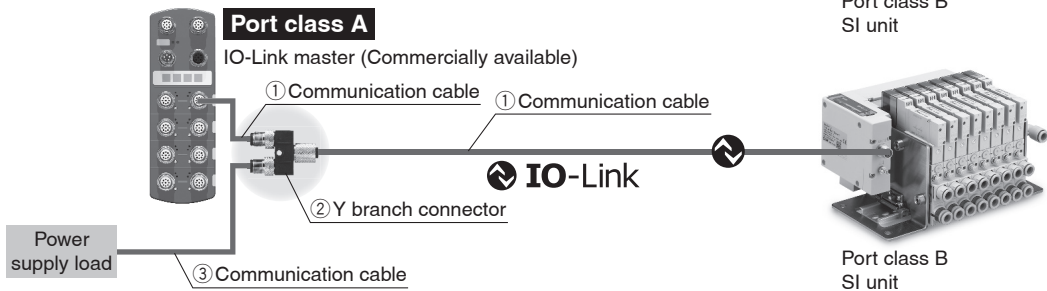 Port class B
SI unit
Port class A
IO-Link master (Commercially available)
①Communication cable
①Communication cable
IO-Link
②Y branch connector
Power
supply load
③Communication cable
Port class B
SI unit